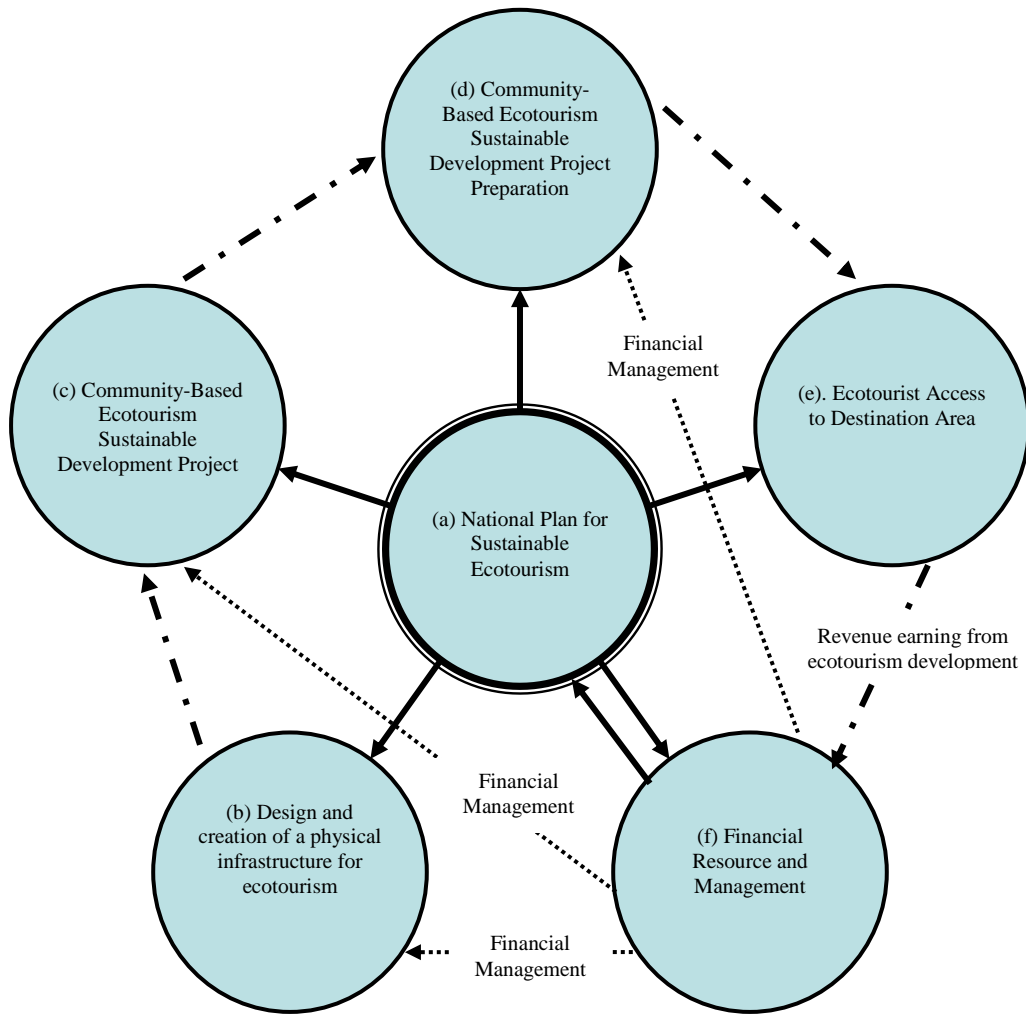 (d) Community-
Based Ecotourism
Sustainable
Development Project
Preparation
Financial
Management
(c) Community-Based
Ecotourism
Sustainable
Development Project
(e). Ecotourist Access
to Destination Area
(a) National Plan for
Sustainable
Ecotourism
Revenue earning from
ecotourism development
Financial
Management
(b) Design and
creation of a physical
infrastructure for
ecotourism
(f) Financial
Resource and
Management
Financial
Management